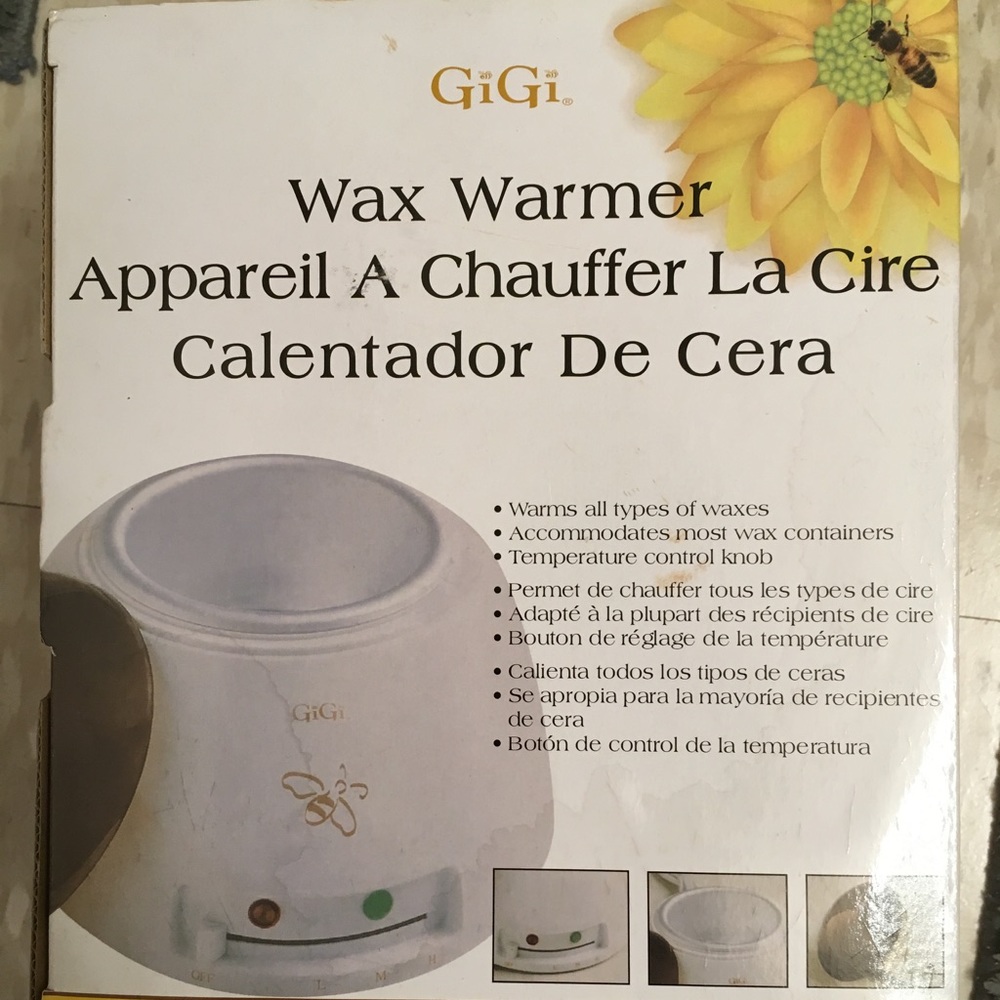 GiGi®
Wax Warmer
Appareil A Chauffer La Cire
Calentador De Cera
• Warms all types of waxes
• Accommodates most wax containers
• Temperature control knob
• Permet de chauffer tous les types de cire
• Adapté à la plupart des récipients de cire
• Bouton de réglage de la température
• Calienta todos los tipos de ceras
• Se apropia para la mayoría de recipientes
de cera
• Botón de control de la temperatura
GiGi
OFF L M H